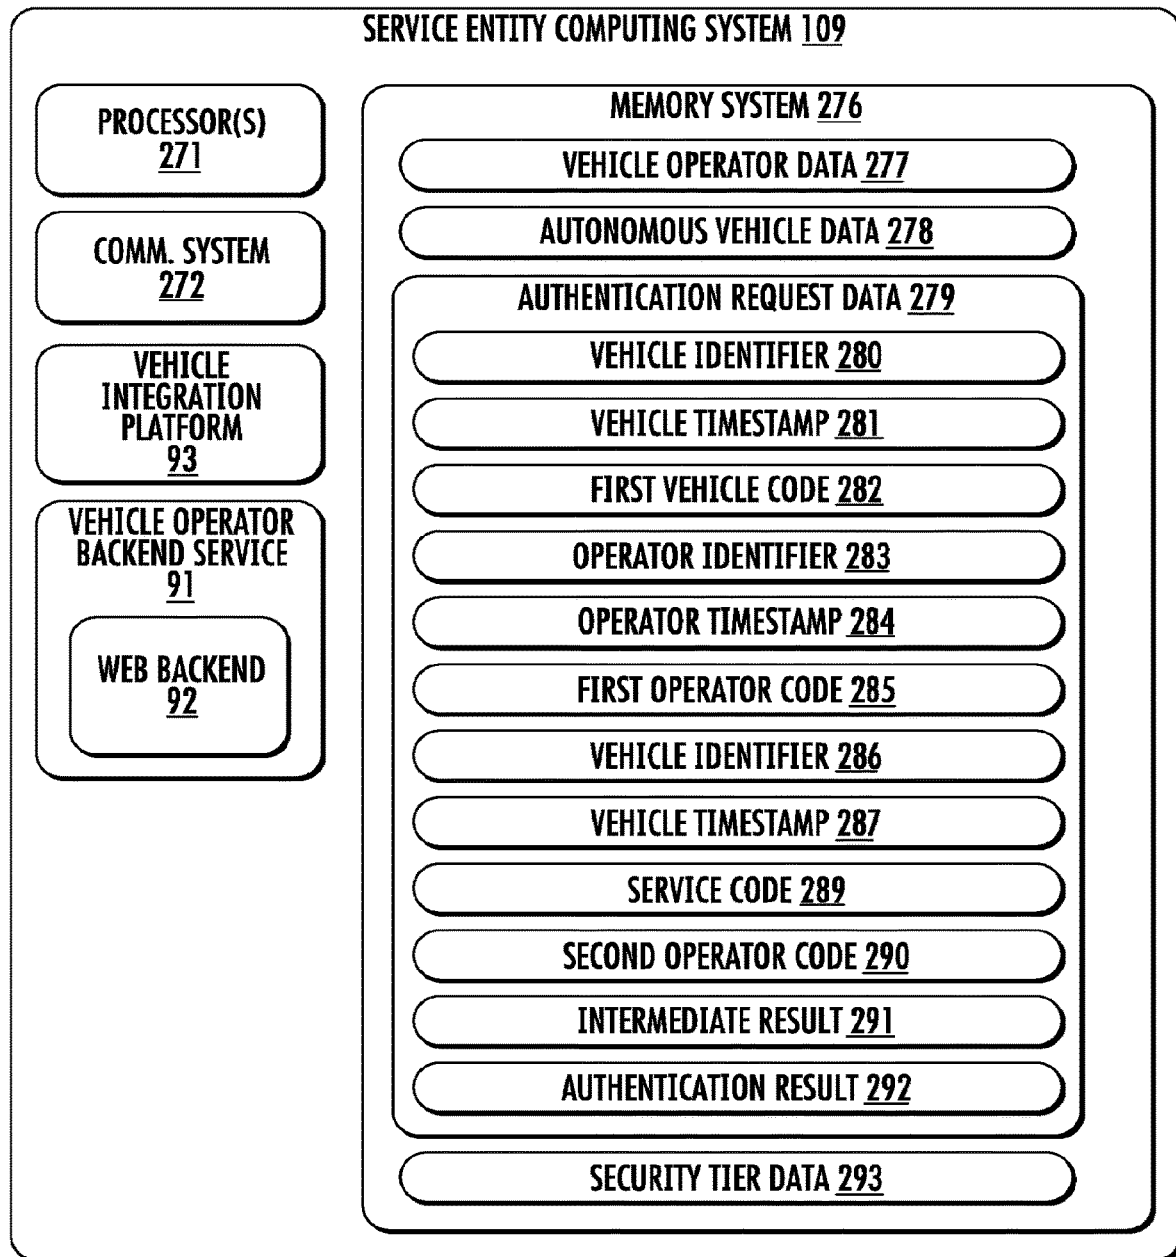 SERVICE ENTITY COMPUTING SYSTEM 109
PROCESSOR(S)
271
COMM. SYSTEM
272
VEHICLE
INTEGRATION
PLATFORM
93
VEHICLE OPERATOR
BACKEND SERVICE
91
WEB BACKEND
92
MEMORY SYSTEM 276
VEHICLE OPERATOR DATA 277
AUTONOMOUS VEHICLE DATA 278
AUTHENTICATION REQUEST DATA 279
VEHICLE IDENTIFIER 280
VEHICLE TIMESTAMP 281
FIRST VEHICLE CODE 282
OPERATOR IDENTIFIER 283
OPERATOR TIMESTAMP 284
FIRST OPERATOR CODE 285
VEHICLE IDENTIFIER 286
VEHICLE TIMESTAMP 287
SERVICE CODE 289
SECOND OPERATOR CODE 290
INTERMEDIATE RESULT 291
AUTHENTICATION RESULT 292
SECURITY TIER DATA 293